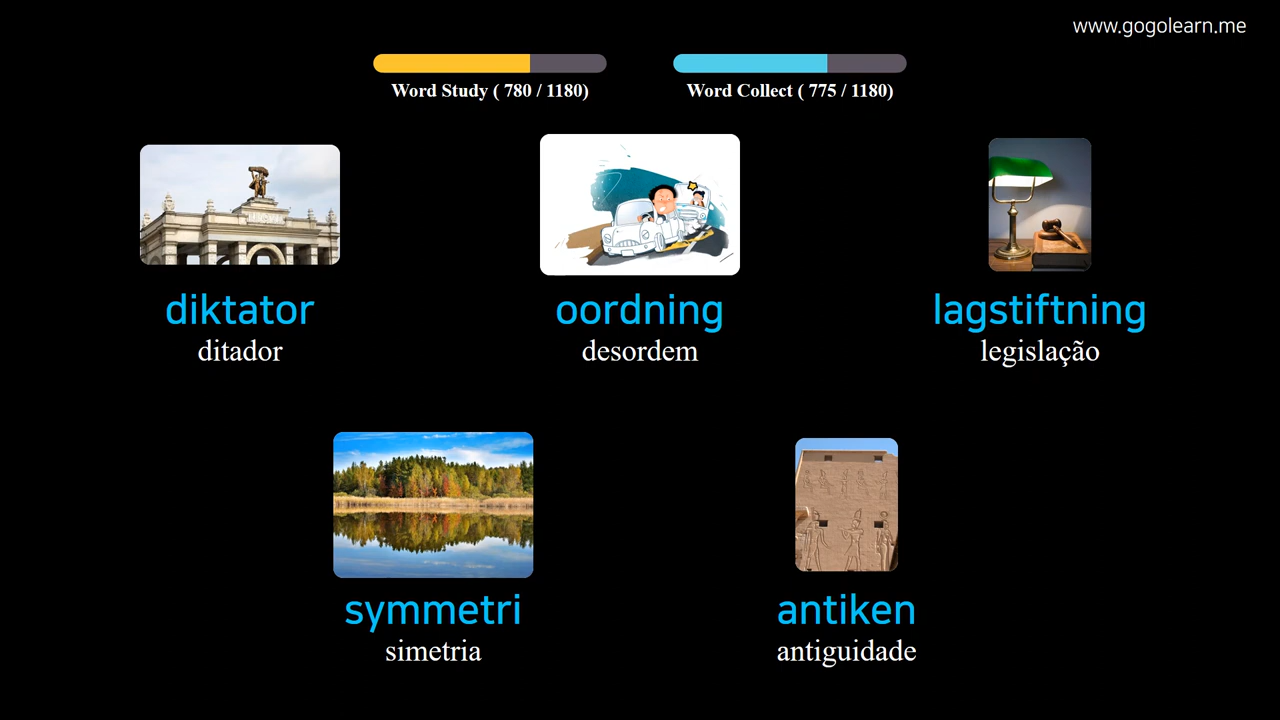 www.gogolearn.me
Word Study ( 780 / 1180)
Word Collect ( 775 / 1180)
diktator
ditador
oordning
desordem
lagstiftning
legislação
symmetri
simetria
antiken
antiguidade